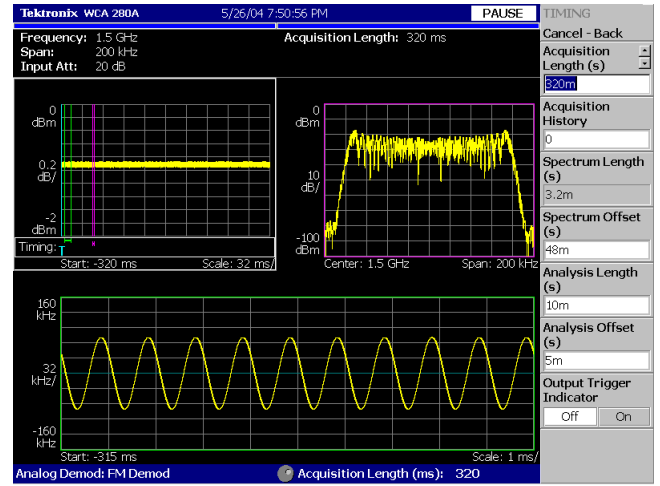 Tektronix WCA 280A 5/26/04 7:50:56 PM PAUSE TIMING
Cancel - Back
Frequency: 1.5 GHz Acquisition Length: 320 ms
Span: 200 kHz
Input Att: 20 dB
Acquisition
Length (s)
320m
Acquisition
History
0
Spectrum Length
(s)
3.2m
Spectrum Offset
(s)
48m
Analysis Length
(s)
10m
Analysis Offset
(s)
5m
Output Trigger
Indicator
Off On
0
dBm
0.2
dB/
-2
dBm
Timing: T
Start: -320 ms Scale: 32 ms/
0
dBm
10
dB/
-100
dBm
Center: 1.5 GHz Span: 200 kHz
160
kHz
32
kHz/
-160
kHz
Start: -315 ms Scale: 1 ms/
Analog Demod: FM Demod Acquisition Length (ms): 320